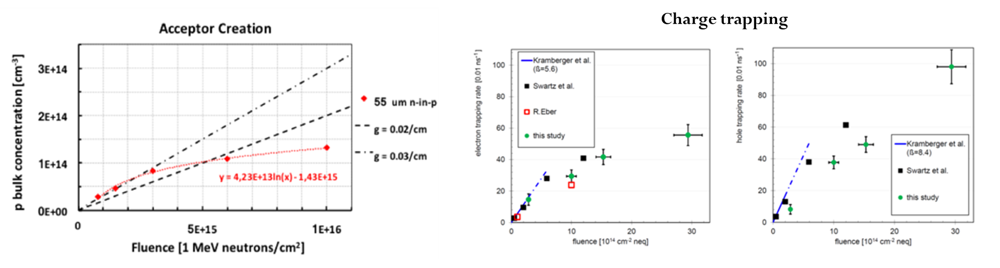 Acceptor Creation
p bulk concentration [cm-3]
3E+14
2E+14
1E+14
0E+00
0
5E+15
1E+16
Fluence [1 MeV neutrons/cm2]
y = 4,23E+13ln(x) - 1,43E+15
55 um n-in-p
g = 0.02/cm
g = 0.03/cm
Charge trapping
electron trapping rate [0.01 ns-1]
100
80
60
40
20
0
0
10
20
30
fluence [1014 cm-2 neq]
Kramberger et al.
(ß=5.6)
Swartz et al.
R.Eber
this study
hole trapping rate [0.01 ns-1]
100
80
60
40
20
0
0
10
20
30
fluence [1014 cm-2 neq]
Kramberger et al.
(ß=8.4)
Swartz et al.
this study